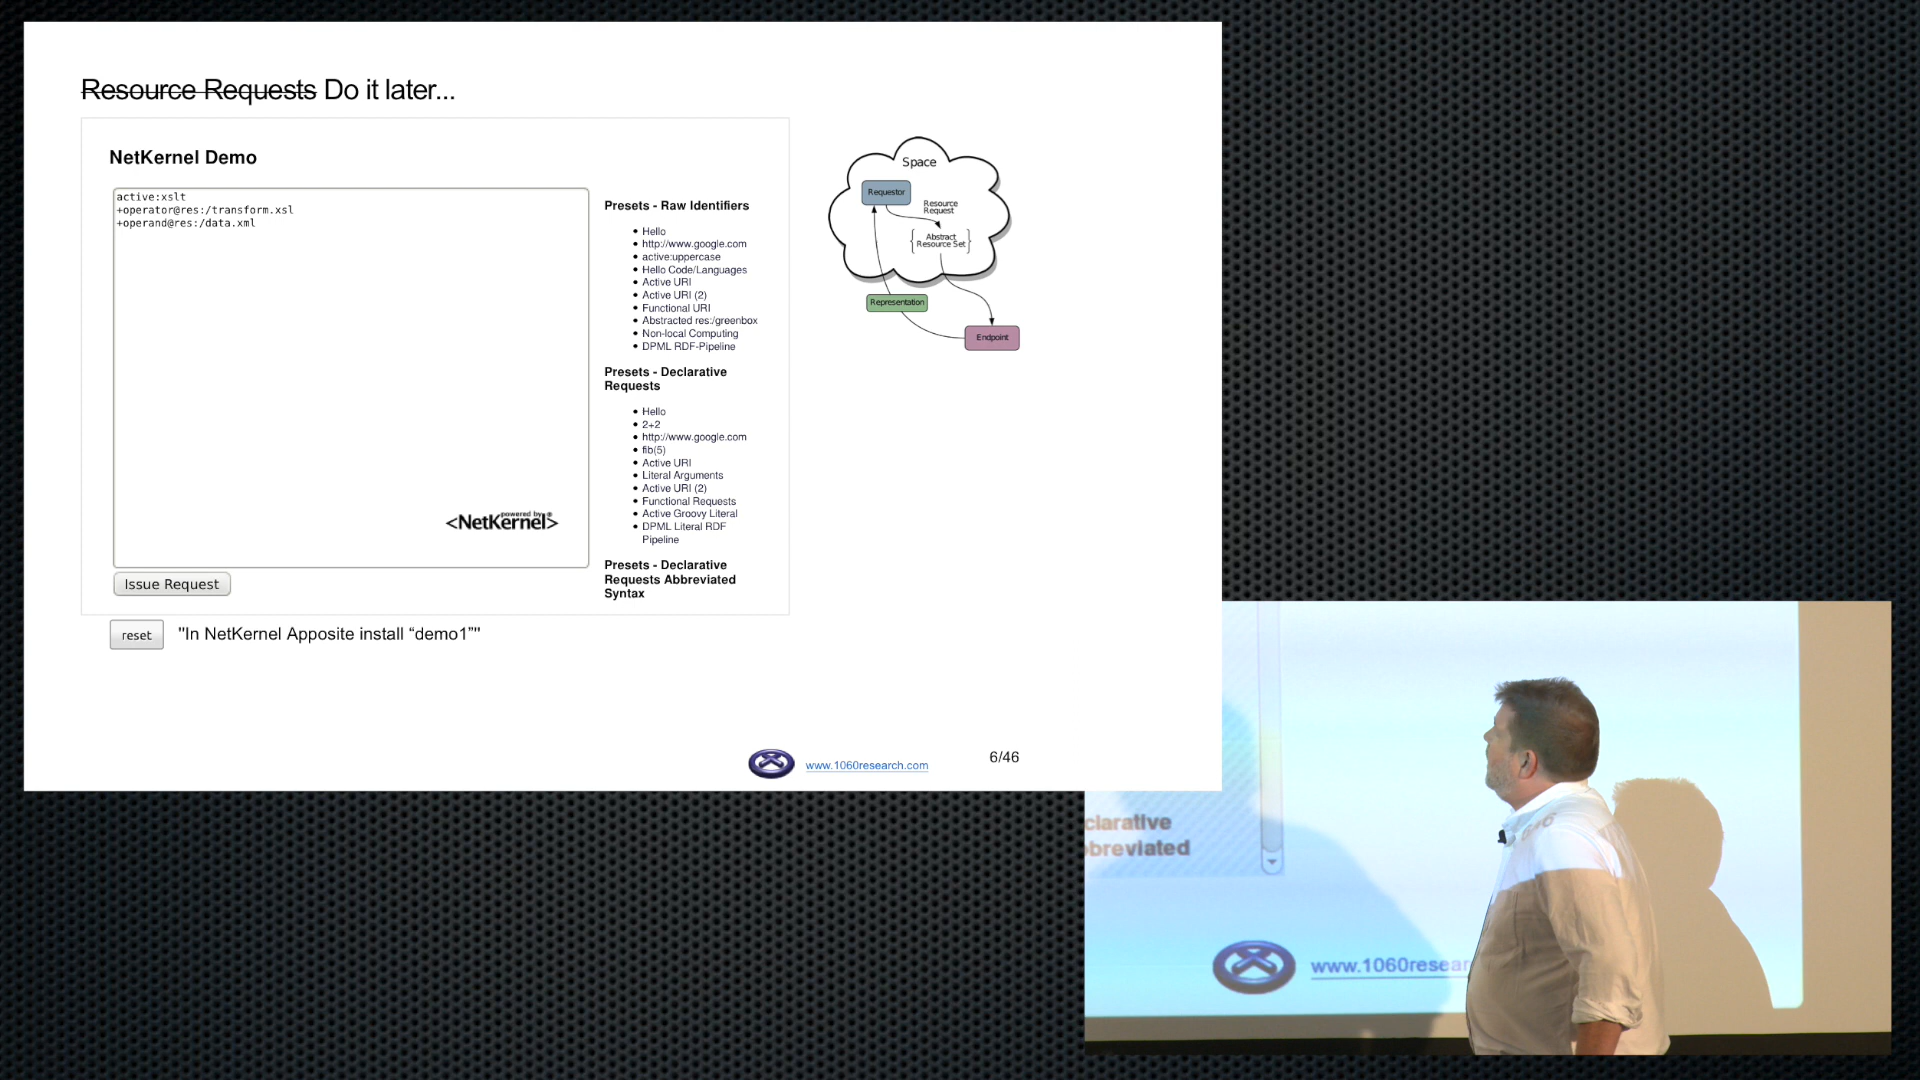 Resource Requests Do it later...
NetKernel Demo
active:xslt
+operator@res:/transform.xsl
+operand@res:/data.xml
powered by
<NetKernel>®
Issue Request
Presets - Raw Identifiers
Hello
http://www.google.com
active:uppercase
Hello Code/Languages
Active URI
Active URI (2)
Functional URI
Abstracted res:/greenbox
Non-local Computing
DPML RDF-Pipeline
Presets - Declarative
Requests
Hello
2+2
http://www.google.com
fib(5)
Active URI
Literal Arguments
Active URI (2)
Functional Requests
Active Groovy Literal
DPML Literal RDF
Pipeline
Presets - Declarative
Requests Abbreviated
Syntax
reset
"In NetKernel Apposite install “demo1”"
Space
Requestor
Resource
Request
{ Abstract
Resource Set }
Representation
Endpoint
www.1060research.com
6/46
clarative
breviated
www.1060resear